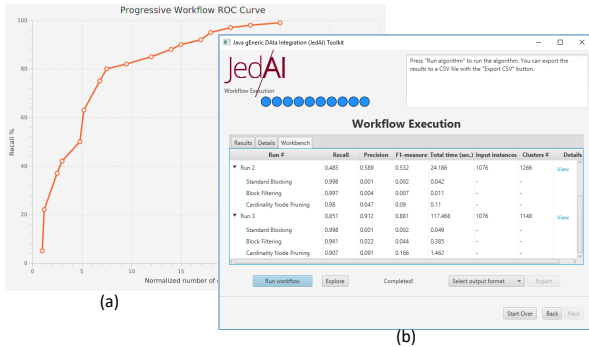 Progressive Workflow ROC Curve
100
80
60
40
20
0
Recall %
0
5
10
15
Normalized number of
(a)
Java gEneric DAta Integration (JedAI) Toolkit
JedAI
Workflow Execution
Press "Run algorithm" to run the algorithm. You can export the
results to a CSV file with the "Export CSV" button.
Workflow Execution
Results Details Workbench
Run # Recall Precision F1-measure Total time (sec.) Input instances Clusters # Details
Run 2 0.485 0.589 0.532 24.186 1076 1266 View
Standard Blocking 0.998 0.001 0.002 0.042 - -
Block Filtering 0.997 0.004 0.007 0.011 - -
Cardinality Node Pruning 0.98 0.047 0.09 0.11 - -
Run 3 0.851 0.912 0.881 117.468 1076 1148 View
Standard Blocking 0.998 0.001 0.002 0.049 - -
Block Filtering 0.961 0.022 0.044 0.385 - -
Cardinality Node Pruning 0.907 0.091 0.166 1.462 - -
Run workflow Explore Completed! Select output format Export
Start Over Back Next
(b)